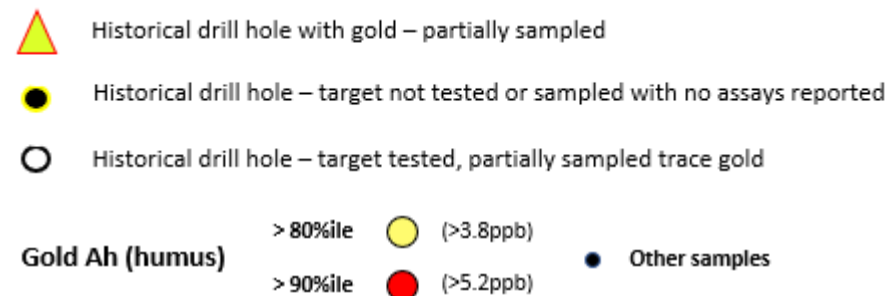 Historical drill hole with gold – partially sampled
Historical drill hole – target not tested or sampled with no assays reported
Historical drill hole – target tested, partially sampled trace gold
> 80%ile (>3.8ppb)
Gold Ah (humus) Other samples
> 90%ile (>5.2ppb)